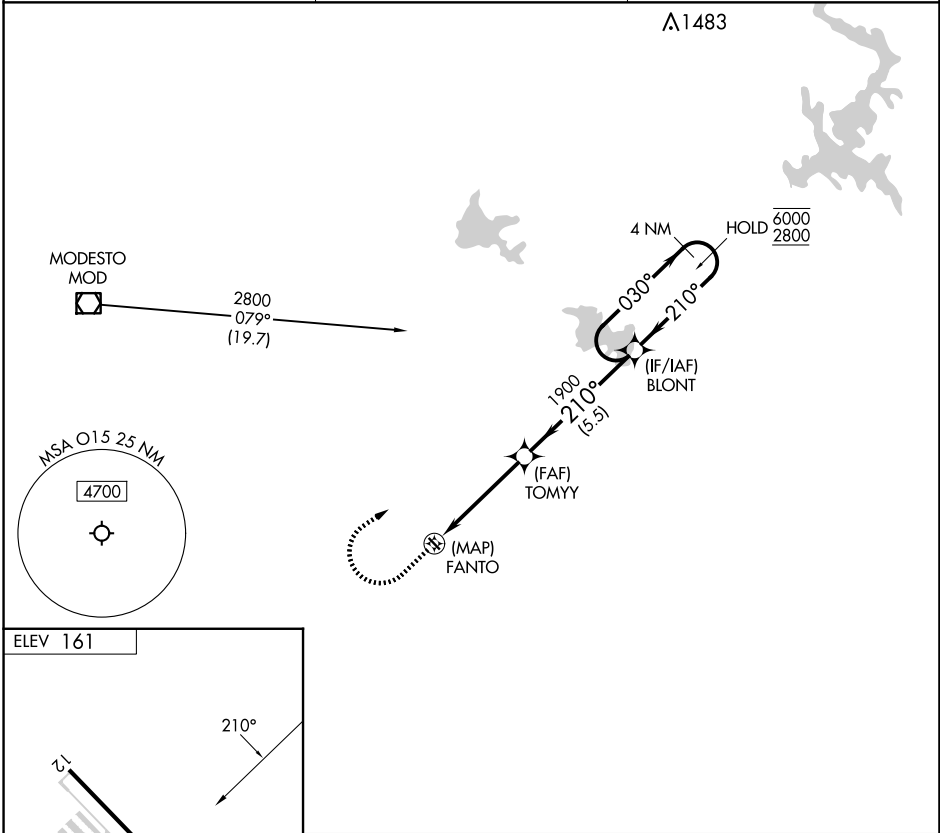 1483
4 NM
HOLD 6000
2800
MODESTO
MOD
2800
079°
(19.7)
030°
210°
(IF/IAF)
BLONT
1900
210°
(5.5)
(FAF)
TOMYY
MSA O15 25 NM
4700
(MAP)
FANTO
ELEV 161
210°
12